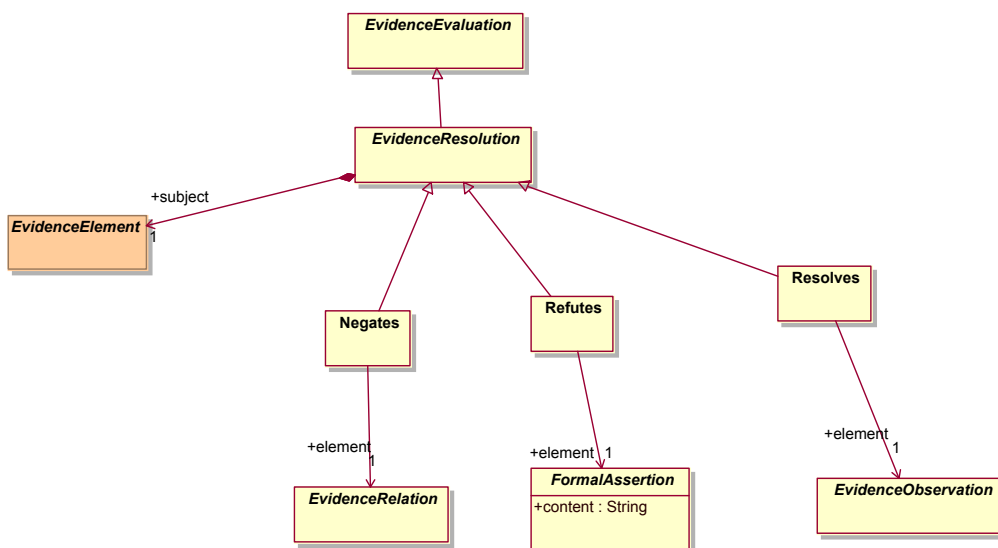 EvidenceEvaluation
EvidenceResolution
+subject
1
EvidenceElement
Resolves
Refutes
Negates
+element
1
+element
1
+element
1
EvidenceRelation
FormalAssertion
+content : String
EvidenceObservation